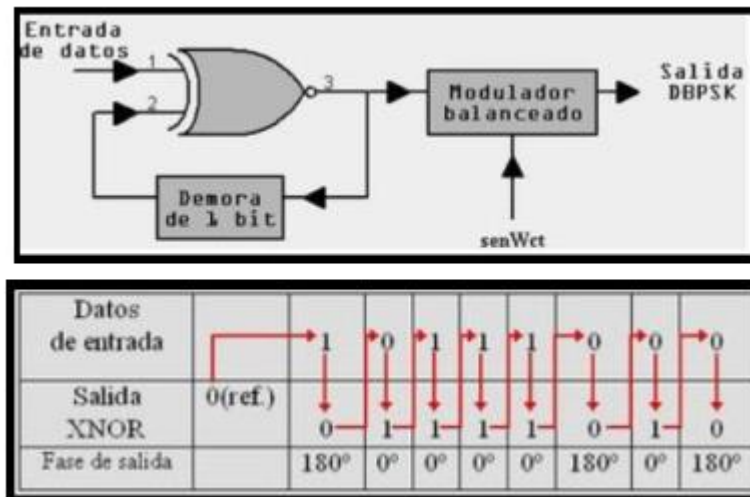 Entrada
de datos
1
2
3
Modulador
balanceado
Salida
DBPSK
Demora
de 1 bit
senWct
Datos
de entrada
1 0 1 1 1 0 0 0
Salida
XNOR
0(ref.)
0 1 1 1 1 0 1 0
Fase de salida 180° 0° 0° 0° 0° 180° 0° 180°